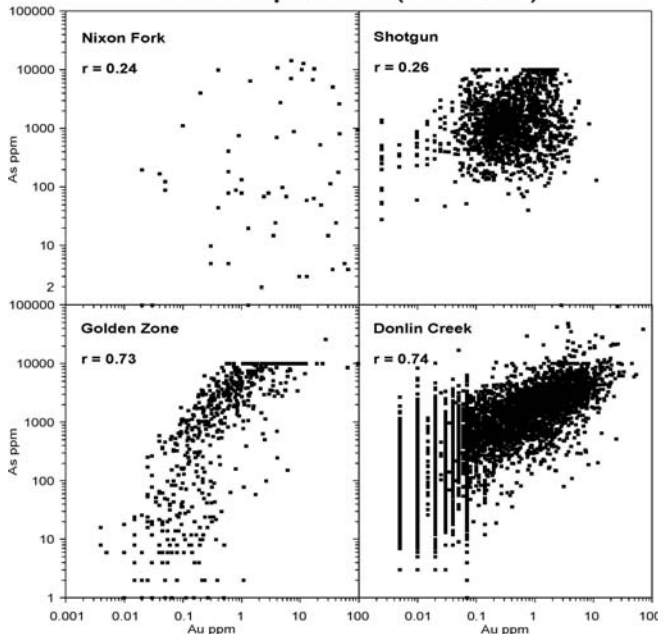 100000
Nixon Fork
Shotgun
10000
r = 0.24
r = 0.26
1000
As ppm
100
10
2
100000
Golden Zone
Donlin Creek
r = 0.73
r = 0.74
10000
1000
As ppm
100
10
1
0.001 0.01 0.1 1 10 100 0.01 0.1 1 10 100
Au ppm Au ppm